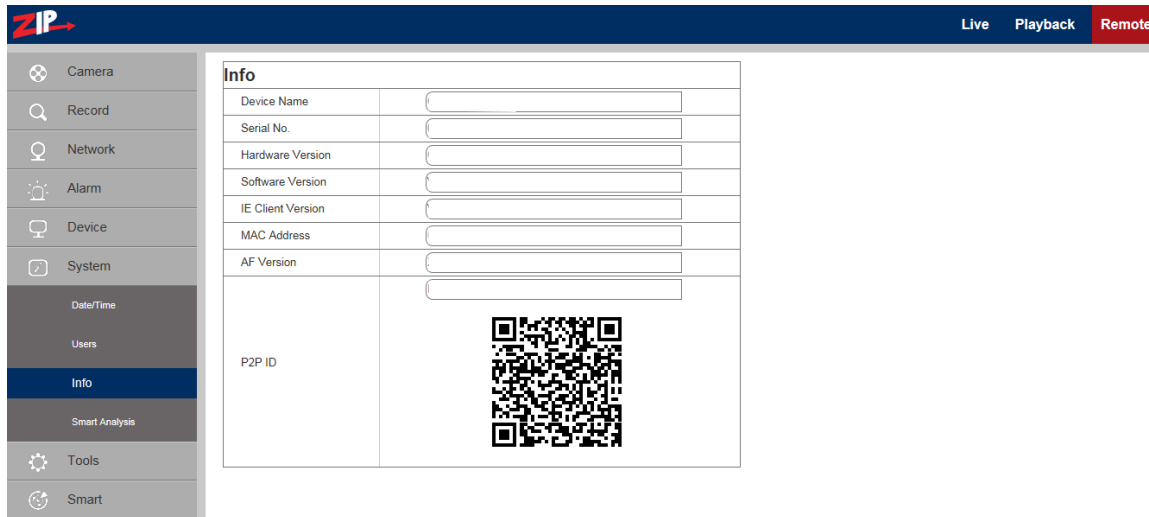 ZIP
Live Playback Remote
Camera
Record
Network
Alarm
Device
System
Date/Time
Users
Info
Smart Analysis
Tools
Smart
Info
Device Name
Serial No.
Hardware Version
Software Version
IE Client Version
MAC Address
AF Version
P2P ID